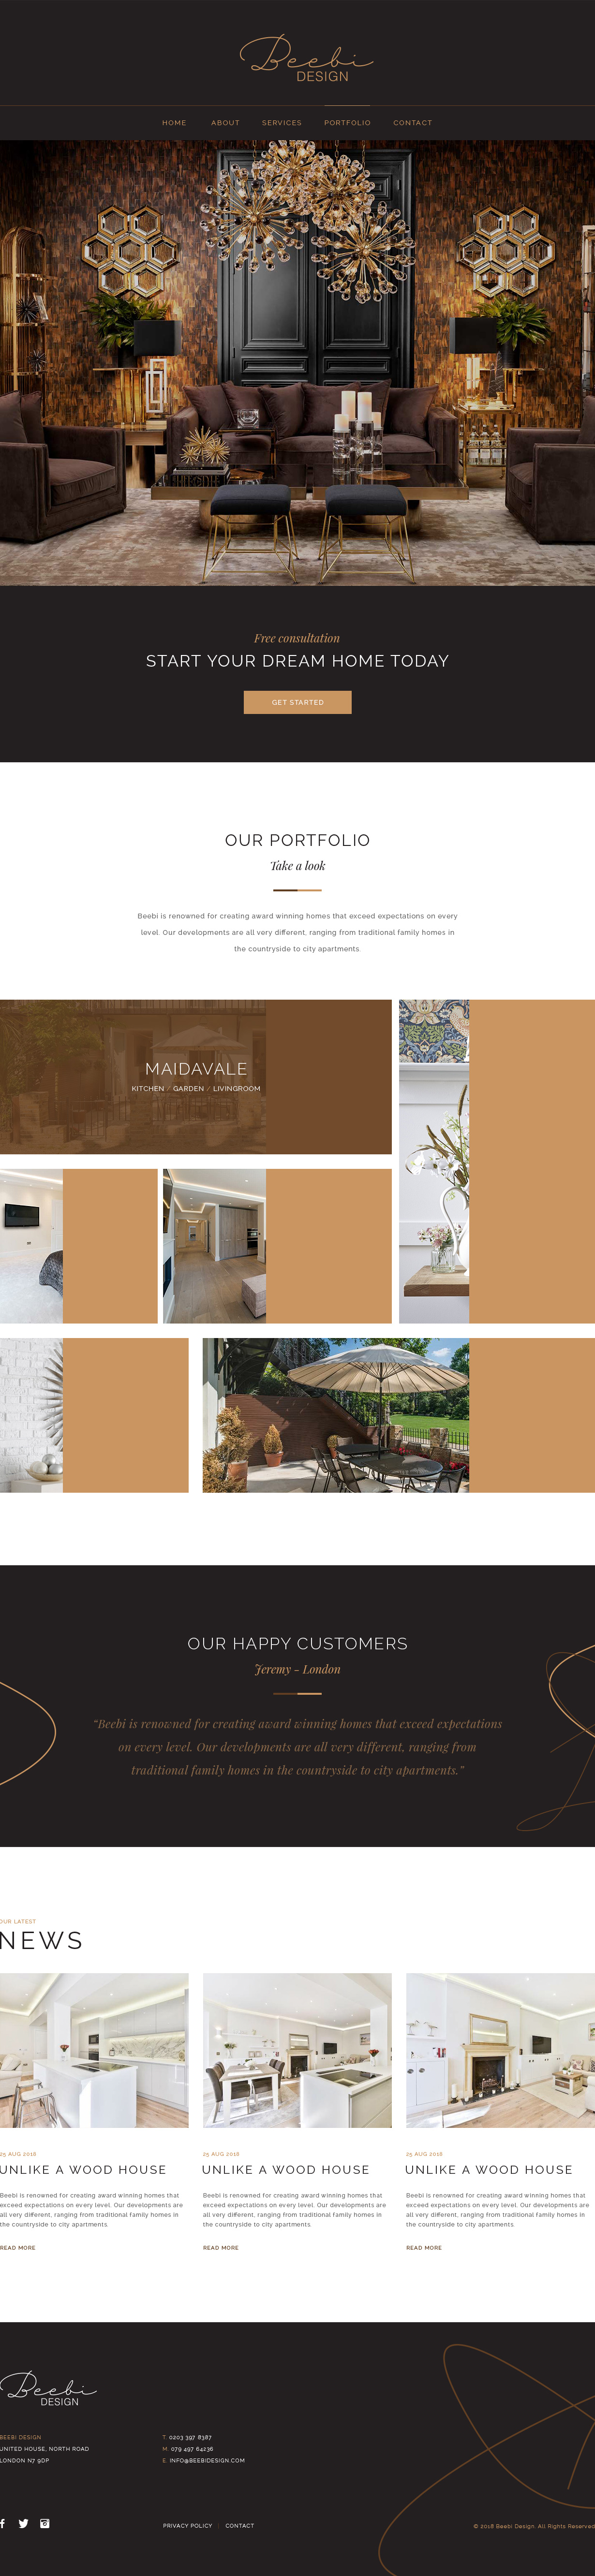 Beebi
DESIGN
HOME ABOUT SERVICES PORTFOLIO CONTACT
Free consultation
START YOUR DREAM HOME TODAY
GET STARTED
OUR PORTFOLIO
Take a look
Beebi is renowned for creating award winning homes that exceed expectations on every
level. Our developments are all very different, ranging from traditional family homes in
the countryside to city apartments.
MAIDAVALE
KITCHEN / GARDEN / LIVINGROOM
OUR HAPPY CUSTOMERS
Jeremy - London
“Beebi is renowned for creating award winning homes that exceed expectations
on every level. Our developments are all very different, ranging from
traditional family homes in the countryside to city apartments.”
OUR LATEST
NEWS
25 AUG 2018
UNLIKE A WOOD HOUSE
Beebi is renowned for creating award winning homes that
exceed expectations on every level. Our developments are
all very different, ranging from traditional family homes in
the countryside to city apartments.
READ MORE
25 AUG 2018
UNLIKE A WOOD HOUSE
Beebi is renowned for creating award winning homes that
exceed expectations on every level. Our developments are
all very different, ranging from traditional family homes in
the countryside to city apartments.
READ MORE
25 AUG 2018
UNLIKE A WOOD HOUSE
Beebi is renowned for creating award winning homes that
exceed expectations on every level. Our developments are
all very different, ranging from traditional family homes in
the countryside to city apartments.
READ MORE
Beebi
DESIGN
BEEBI DESIGN
UNITED HOUSE, NORTH ROAD
LONDON N7 9DP
T. 0203 397 8387
M. 079 497 64236
E. INFO@BEEBIDESIGN.COM
PRIVACY POLICY | CONTACT
© 2018 Beebi Design. All Rights Reserved